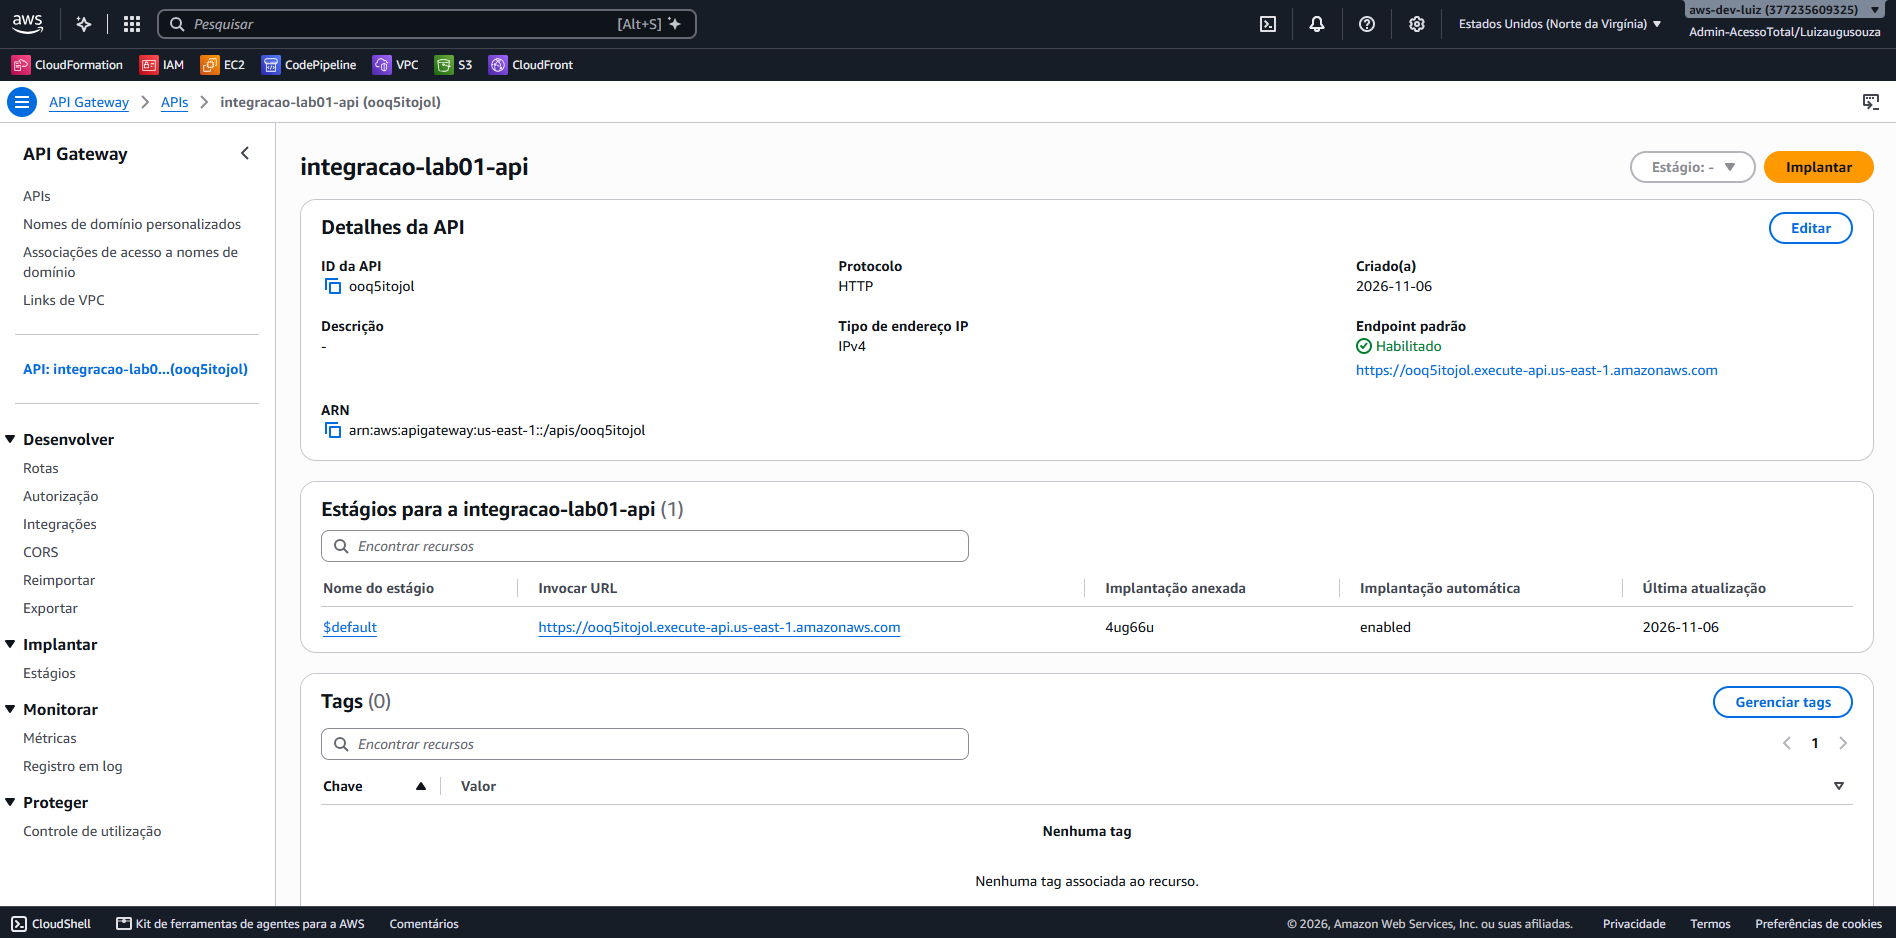 aws
Pesquisar [Alt+S]
Estados Unidos (Norte da Virgínia)
aws-dev-luiz (377235609325)
Admin-AcessoTotal/Luizaugusouza
CloudFormation IAM EC2 CodePipeline VPC S3 CloudFront
API Gateway APIs integracao-lab01-api (ooq5itojol)
API Gateway
APIs
Nomes de domínio personalizados
Associações de acesso a nomes de
domínio
Links de VPC
API: integracao-lab0...(ooq5itojol)
Desenvolver
Rotas
Autorização
Integrações
CORS
Reimportar
Exportar
Implantar
Estágios
Monitorar
Métricas
Registro em log
Proteger
Controle de utilização
integracao-lab01-api
Estágio: -
Implantar
Detalhes da API
Editar
ID da API
ooq5itojol
Protocolo
HTTP
Criado(a)
2026-11-06
Descrição
-
Tipo de endereço IP
IPv4
Endpoint padrão
Habilitado
https://ooq5itojol.execute-api.us-east-1.amazonaws.com
ARN
arn:aws:apigateway:us-east-1::/apis/ooq5itojol
Estágios para a integracao-lab01-api (1)
Encontrar recursos
Nome do estágio Invocar URL Implantação anexada Implantação automática Última atualização
$default https://ooq5itojol.execute-api.us-east-1.amazonaws.com 4ug66u enabled 2026-11-06
Tags (0)
Gerenciar tags
Encontrar recursos
1
Chave Valor
Nenhuma tag
Nenhuma tag associada ao recurso.
CloudShell Kit de ferramentas de agentes para a AWS Comentários © 2026, Amazon Web Services, Inc. ou suas afiliadas. Privacidade Termos Preferências de cookies